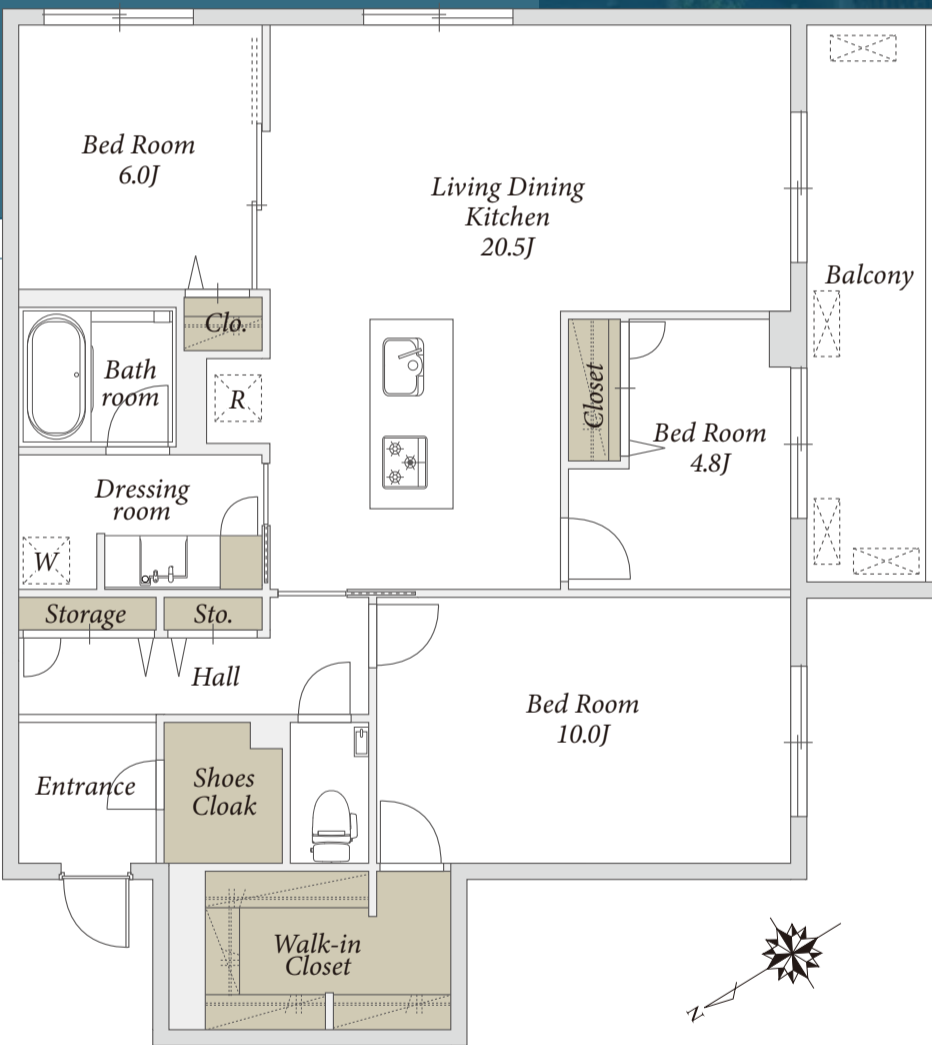 Bed Room
6.0J
Living Dining
Kitchen
20.5J
Balcony
Clo.
Bath
room
R
Closet
Bed Room
4.8J
Dressing
room
W
Storage
Sto.
Hall
Bed Room
10.0J
Entrance
Shoes
Cloak
Walk-in
Closet
N